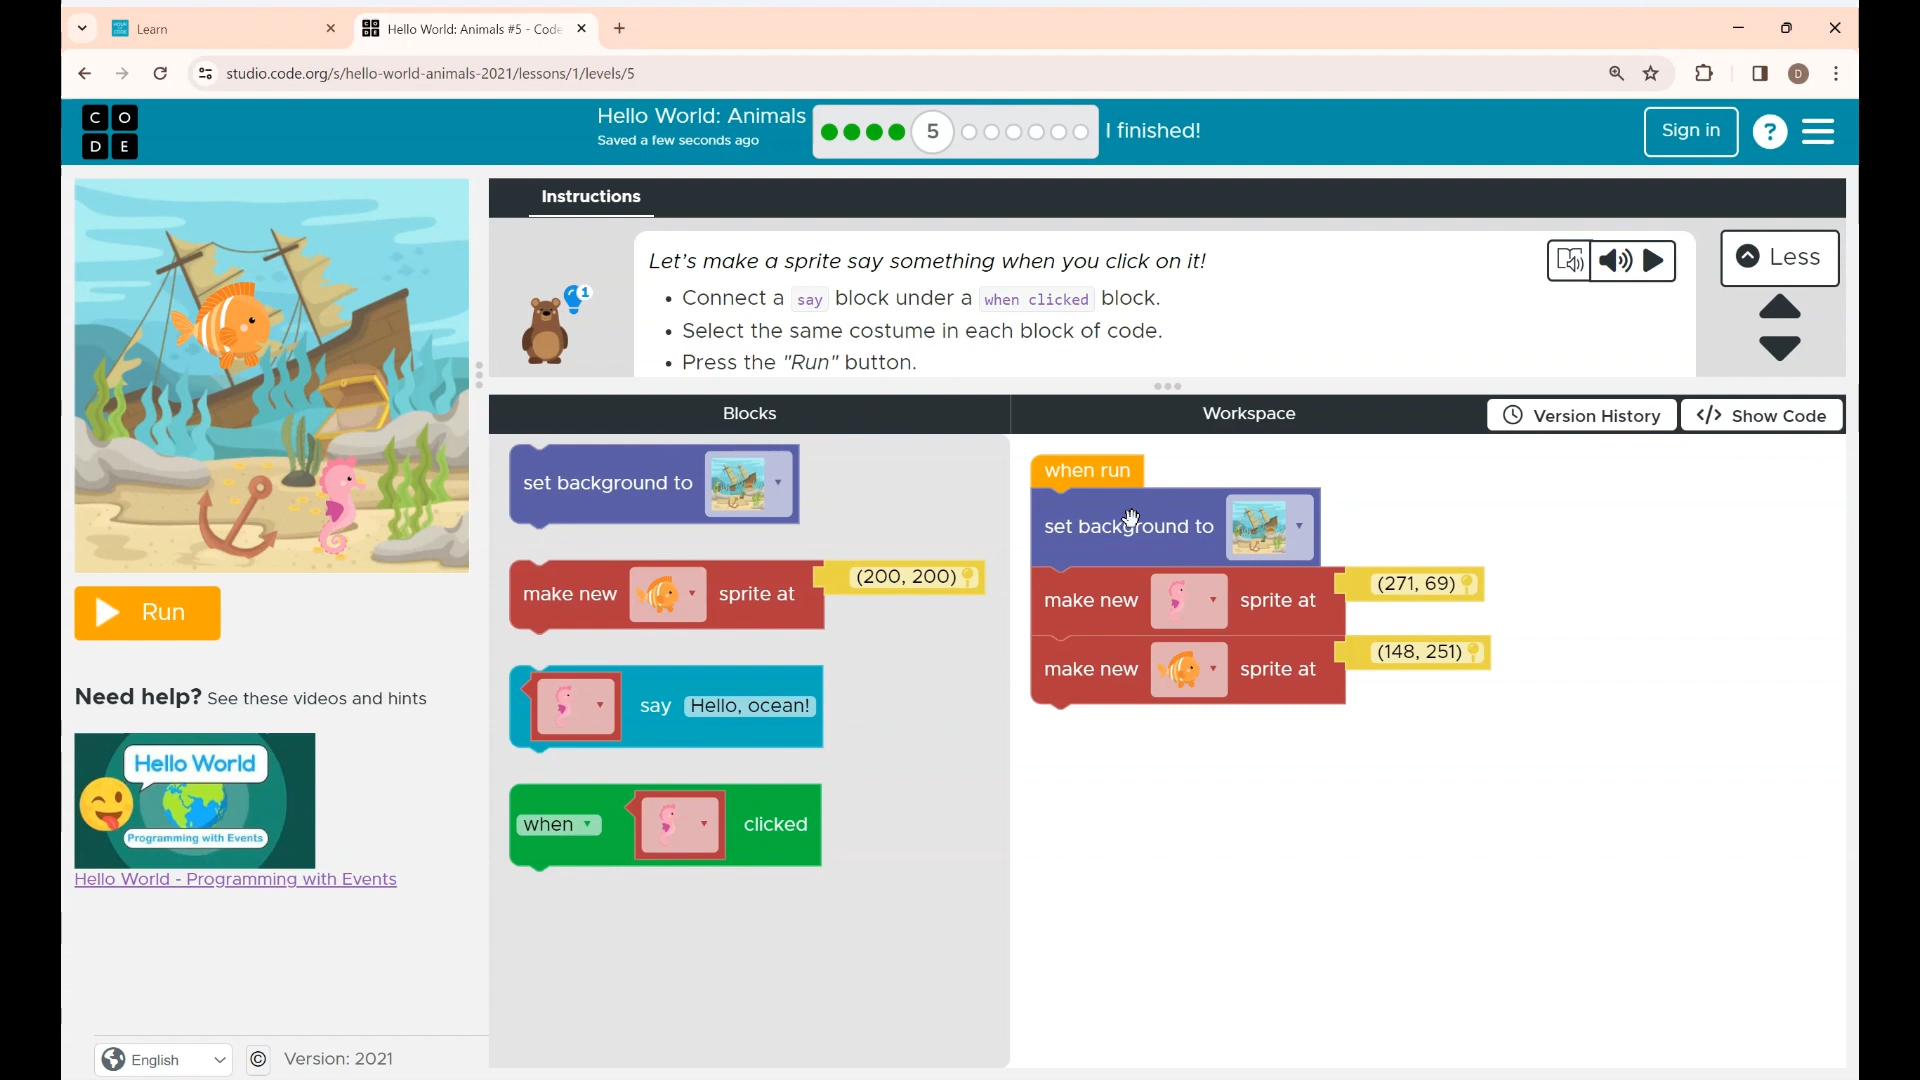 Learn
Hello World: Animals #5 - Code
studio.code.org/s/hello-world-animals-2021/lessons/1/levels/5
D
C O
D E
Hello World: Animals
Saved a few seconds ago
5
I finished!
Sign in
?
Instructions
Let's make a sprite say something when you click on it!
Connect a say block under a when clicked block.
Select the same costume in each block of code.
Press the "Run" button.
1
Less
Blocks
Workspace
Version History
</> Show Code
set background to
make new sprite at (200, 200)
say Hello, ocean!
when clicked
when run
set background to
make new sprite at (271, 69)
make new sprite at (148, 251)
Run
Need help? See these videos and hints
Hello World
Programming with Events
Hello World - Programming with Events
English
© Version: 2021